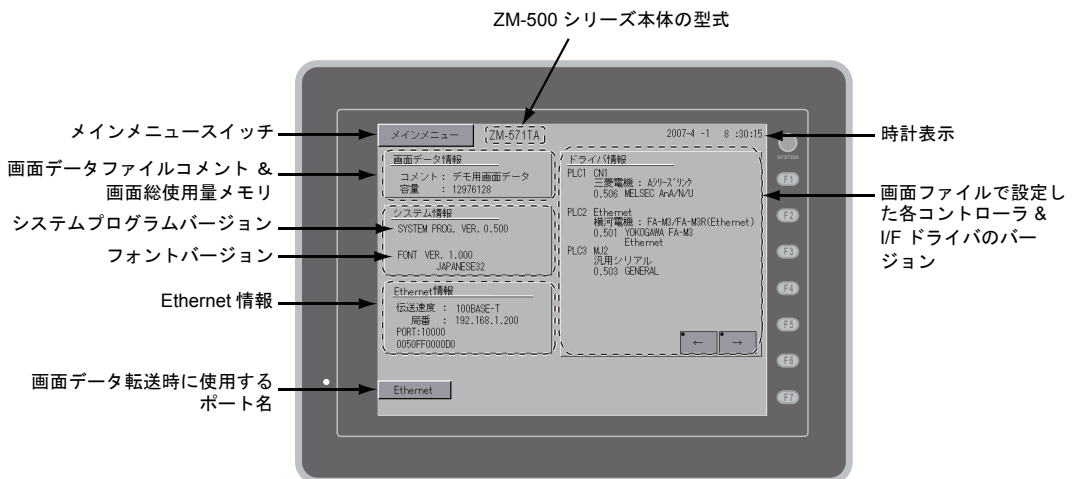 ZM-500 シリーズ本体の型式
メインメニュースイッチ
画面データファイルコメント &
画面総使用量メモリ
システムプログラムバージョン
フォントバージョン
Ethernet 情報
画面データ転送時に使用する
ポート名
メインメニュー
ZM-571TA
2007-4 -1 8 :30:15
画面データ情報
コメント : デモ用画面データ
容量 : 12976128
システム情報
SYSTEM PROG. VER. 0.500
FONT VER. 1.000
JAPANESE32
Ethernet情報
伝送速度 : 100BASE-T
局番 : 192.168.1.200
PORT:10000
0050FF0000D0
Ethernet
ドライバ情報
PLC1 CN1
三菱電機 : Aシリーズリンク
0.506 MELSEC AnA/N/U
PLC2 Ethernet
横河電機 : FA-M3/FA-M3R(Ethernet)
0.501 YOKOGAWA FA-M3
Ethernet
PLC3 MJ2
汎用シリアル
0.503 GENERAL
← →
SYSTEM
F1
F2
F3
F4
F5
F6
F7
時計表示
画面ファイルで設定し
た各コントローラ &
I/F ドライバのバー
ジョン